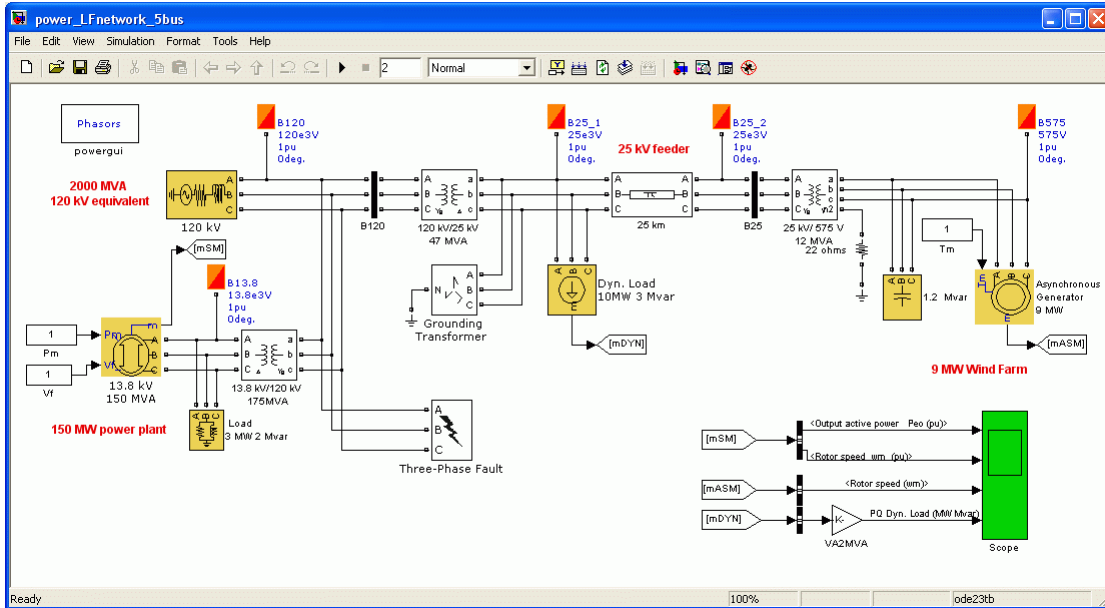 power_LFnetwork_5bus
File Edit View Simulation Format Tools Help
2 Normal
Phasors
powergui
B120
120e3V
1pu
0deg.
B25_1
25e3V
1pu
0deg.
B25_2
25e3V
1pu
0deg.
B575
575V
1pu
0deg.
25 kV feeder
2000 MVA
120 kV equivalent
A
B
C
120 kV
B120
A a
B b
C c
Yg
120 kV/25 kV
47 MVA
A A
B B
C C
25 km
B25
A a
B b
C c
Yg n2
25 kV/ 575 V
12 MVA
22 ohms
[mSM]
B13.8
13.8e3V
1pu
0deg.
N
A
B
C
Grounding
Transformer
A B C
m
Dyn. Load
10MW 3 Mvar
[mDYN]
1
Tm
A B C
1.2 Mvar
Tm
A B C
m
Asynchronous
Generator
9 MW
[mASM]
9 MW Wind Farm
1
Pm
1
Vf
Pm
Vf
m
A
B
C
13.8 kV
150 MVA
A a
B b
C c
Yg
13.8 kV/120 kV
175MVA
A B C
Load
3 MW 2 Mvar
150 MW power plant
A
B
C
Three-Phase Fault
[mSM]
<Output active power Peo (pu)>
<Rotor speed wm (pu)>
[mASM]
<Rotor speed (wm)>
[mDYN]
K-
VA2MVA
PQ Dyn. Load (MW Mvar)
Scope
Ready 100% ode23tb